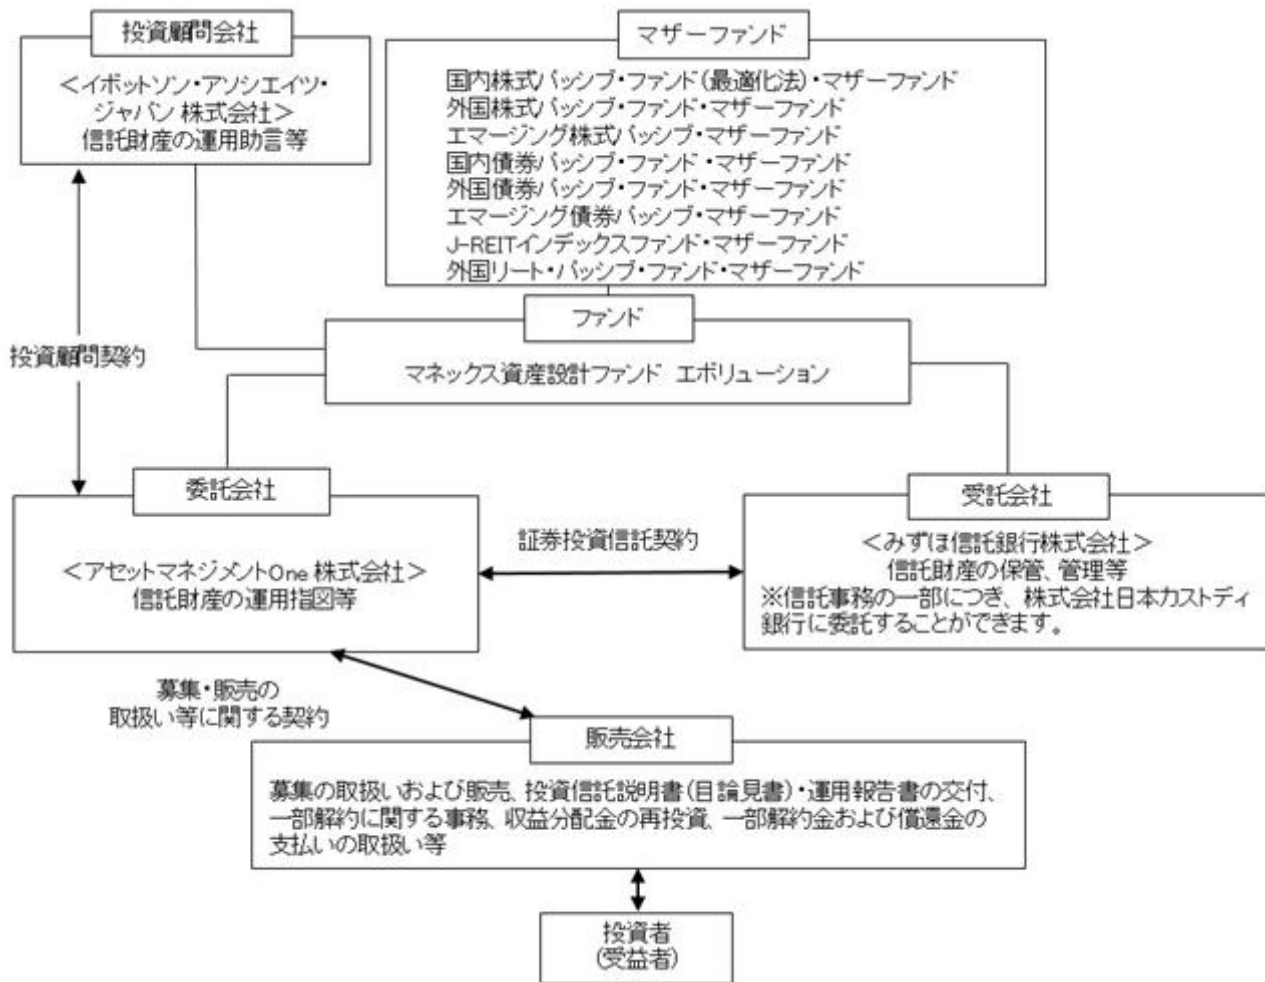 投資顧問会社
＜イボットソン・アソシエイツ・
ジャパン 株式会社＞
信託財産の運用助言等
マザーファンド
国内株式パッシブ・ファンド（最適化法）・マザーファンド
外国株式パッシブ・ファンド・マザーファンド
エマージング株式パッシブ・マザーファンド
国内債券パッシブ・ファンド・マザーファンド
外国債券パッシブ・ファンド・マザーファンド
エマージング債券パッシブ・マザーファンド
J-REITインデックスファンド・マザーファンド
外国リート・パッシブ・ファンド・マザーファンド
ファンド
マネックス資産設計ファンド エボリューション
投資顧問契約
委託会社
＜アセットマネジメントOne 株式会社＞
信託財産の運用指図等
証券投資信託契約
受託会社
＜みずほ信託銀行株式会社＞
信託財産の保管、管理等
※信託事務の一部につき、株式会社日本カストディ
銀行に委託することができます。
募集・販売の
取扱い等に関する契約
販売会社
募集の取扱いおよび販売、投資信託説明書（目論見書）・運用報告書の交付、
一部解約に関する事務、収益分配金の再投資、一部解約金および償還金の
支払いの取扱い等
投資者
（受益者）